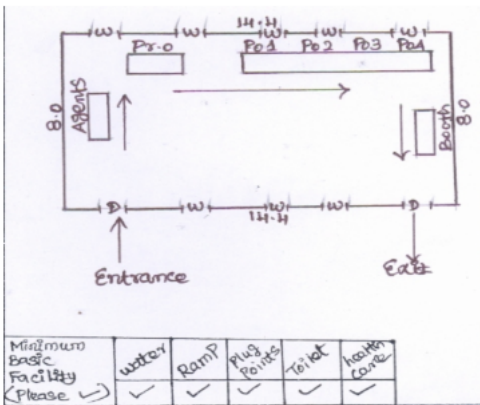 14.4
W W W W
Pr.O Po1 Po2 Po3 Po4
8.0 Agents Booth 8.0
D W W W D
14.4
Entrance Exit
Minimum
Basic
Facility
(Please ✓)
Water Ramp Plug Points Toilet health care
✓ ✓ ✓ ✓ ✓